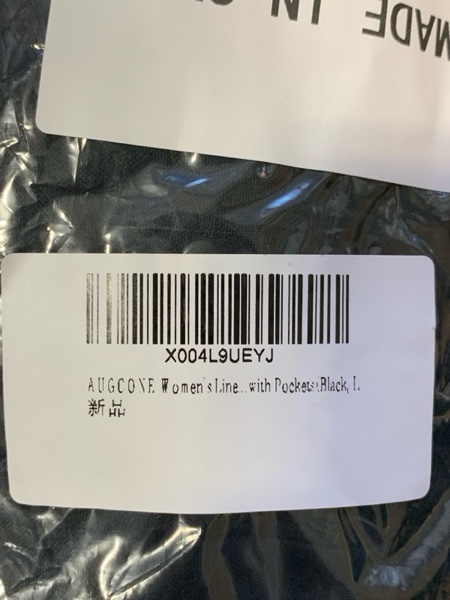 MADE IN
X004L9UEYJ
AUGCONE Women's Line...with Pockets(Black, L
新品